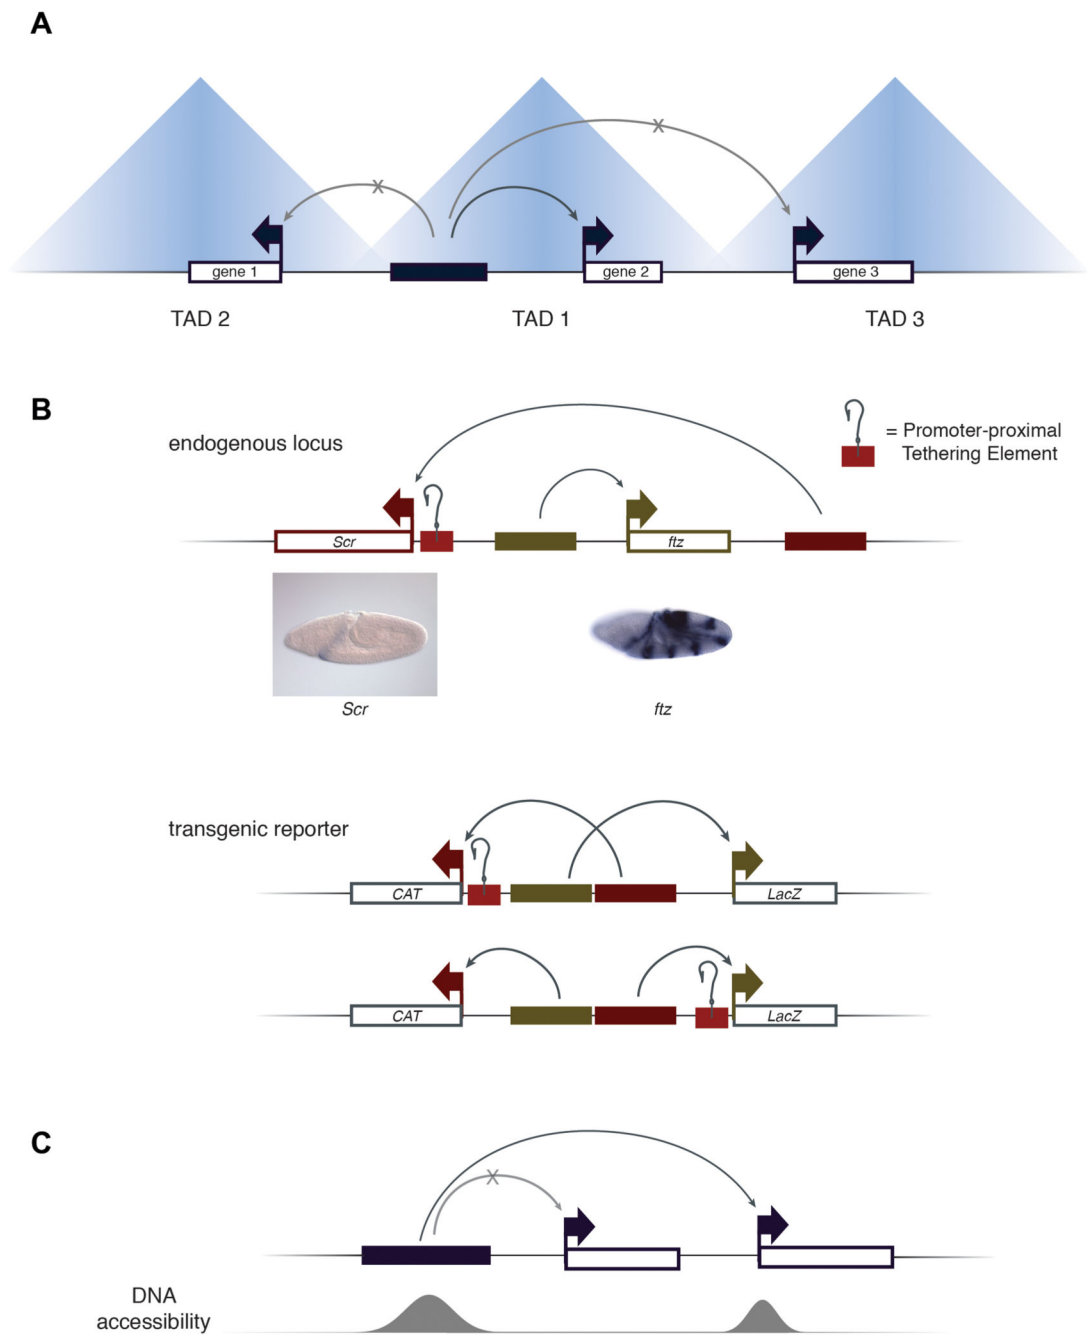 A
gene 1
gene 2
gene 3
TAD 2
TAD 1
TAD 3
B
endogenous locus
= Promoter-proximal
Tethering Element
Scr
ftz
Scr
ftz
transgenic reporter
CAT
LacZ
CAT
LacZ
C
DNA
accessibility